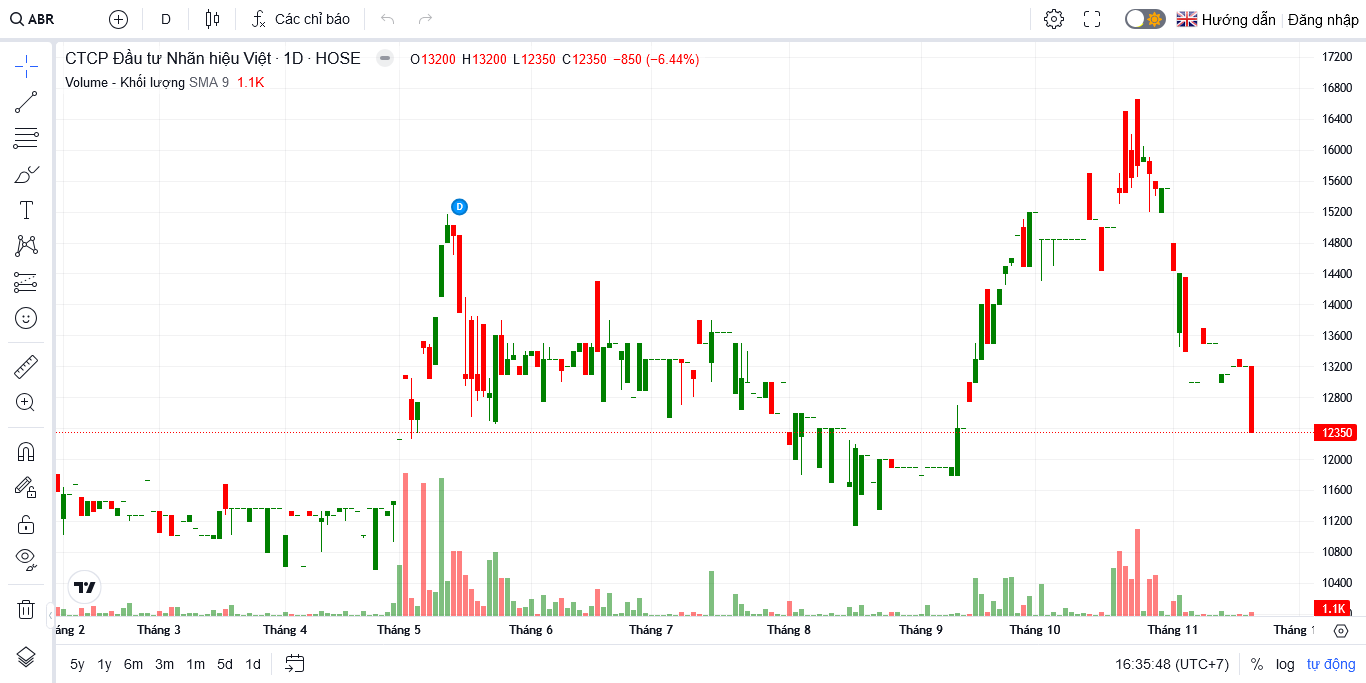 ABR D Các chỉ báo Hướng dẫn Đăng nhập
CTCP Đầu tư Nhãn hiệu Việt · 1D · HOSE O13200 H13200 L12350 C12350 −850 (−6.44%)
Volume - Khối lượng SMA 9 1.1K
D
17200
16800
16400
16000
15600
15200
14800
14400
14000
13600
13200
12800
12350
12000
11600
11200
10800
10400
1.1K
áng 2 Tháng 3 Tháng 4 Tháng 5 Tháng 6 Tháng 7 Tháng 8 Tháng 9 Tháng 10 Tháng 11 Tháng 1
5y 1y 6m 3m 1m 5d 1d 16:35:48 (UTC+7) % log tự động